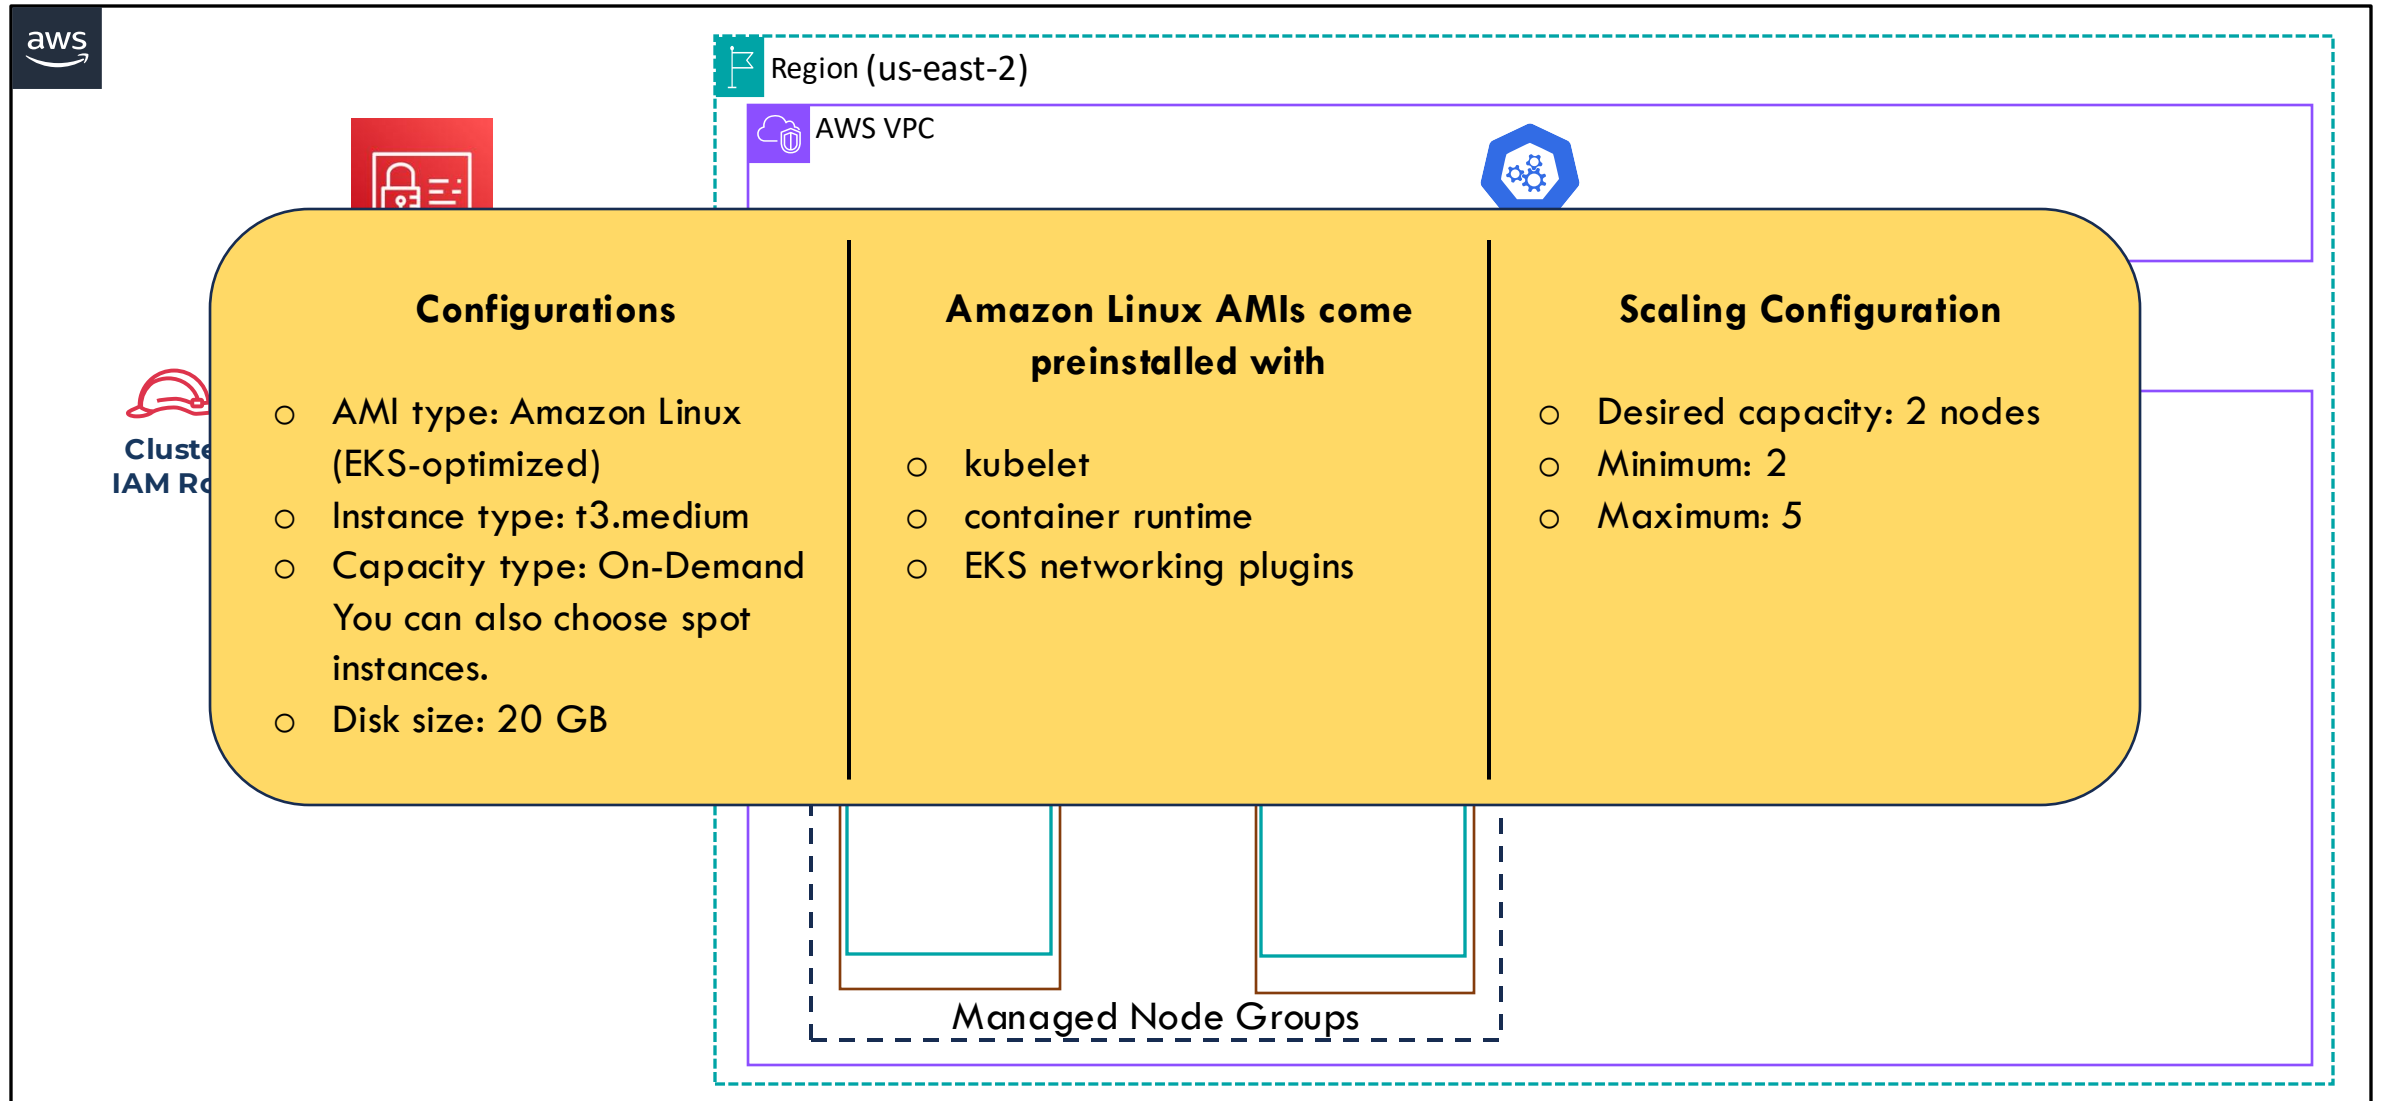 aws
Region (us-east-2)
AWS VPC
Cluste
IAM Ro
Configurations
○ AMI type: Amazon Linux
(EKS-optimized)
○ Instance type: t3.medium
○ Capacity type: On-Demand
You can also choose spot
instances.
○ Disk size: 20 GB
Amazon Linux AMIs come
preinstalled with
○ kubelet
○ container runtime
○ EKS networking plugins
Scaling Configuration
○ Desired capacity: 2 nodes
○ Minimum: 2
○ Maximum: 5
Managed Node Groups